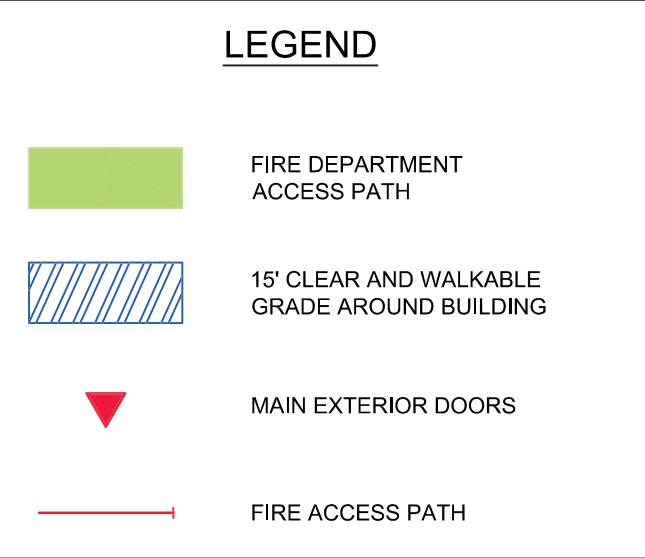 LEGEND
FIRE DEPARTMENT
ACCESS PATH
15' CLEAR AND WALKABLE
GRADE AROUND BUILDING
MAIN EXTERIOR DOORS
FIRE ACCESS PATH